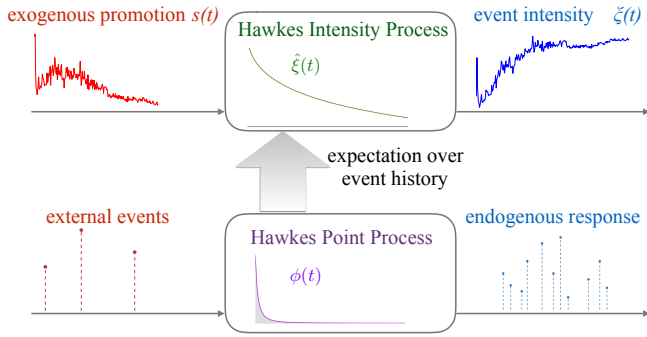 exogenous promotion s(t)
Hawkes Intensity Process
event intensity ξ(t)
ξ̂(t)
expectation over
event history
external events
Hawkes Point Process
endogenous response
ϕ(t)